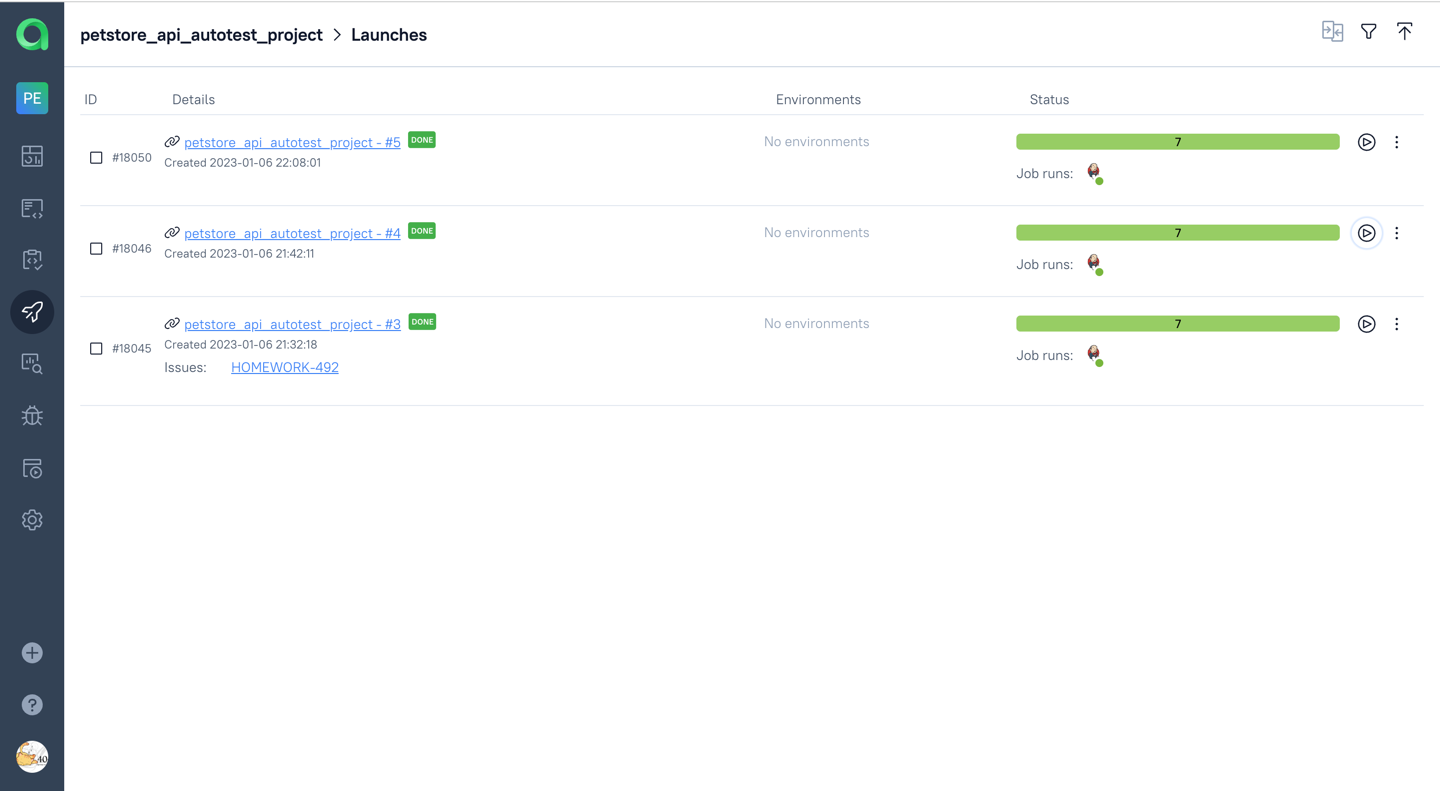 petstore_api_autotest_project > Launches
PE
ID Details Environments Status
#18050 petstore_api_autotest_project - #5 DONE No environments 7
Created 2023-01-06 22:08:01
Job runs:
#18046 petstore_api_autotest_project - #4 DONE No environments 7
Created 2023-01-06 21:42:11
Job runs:
#18045 petstore_api_autotest_project - #3 DONE No environments 7
Created 2023-01-06 21:32:18
Job runs:
Issues: HOMEWORK-492